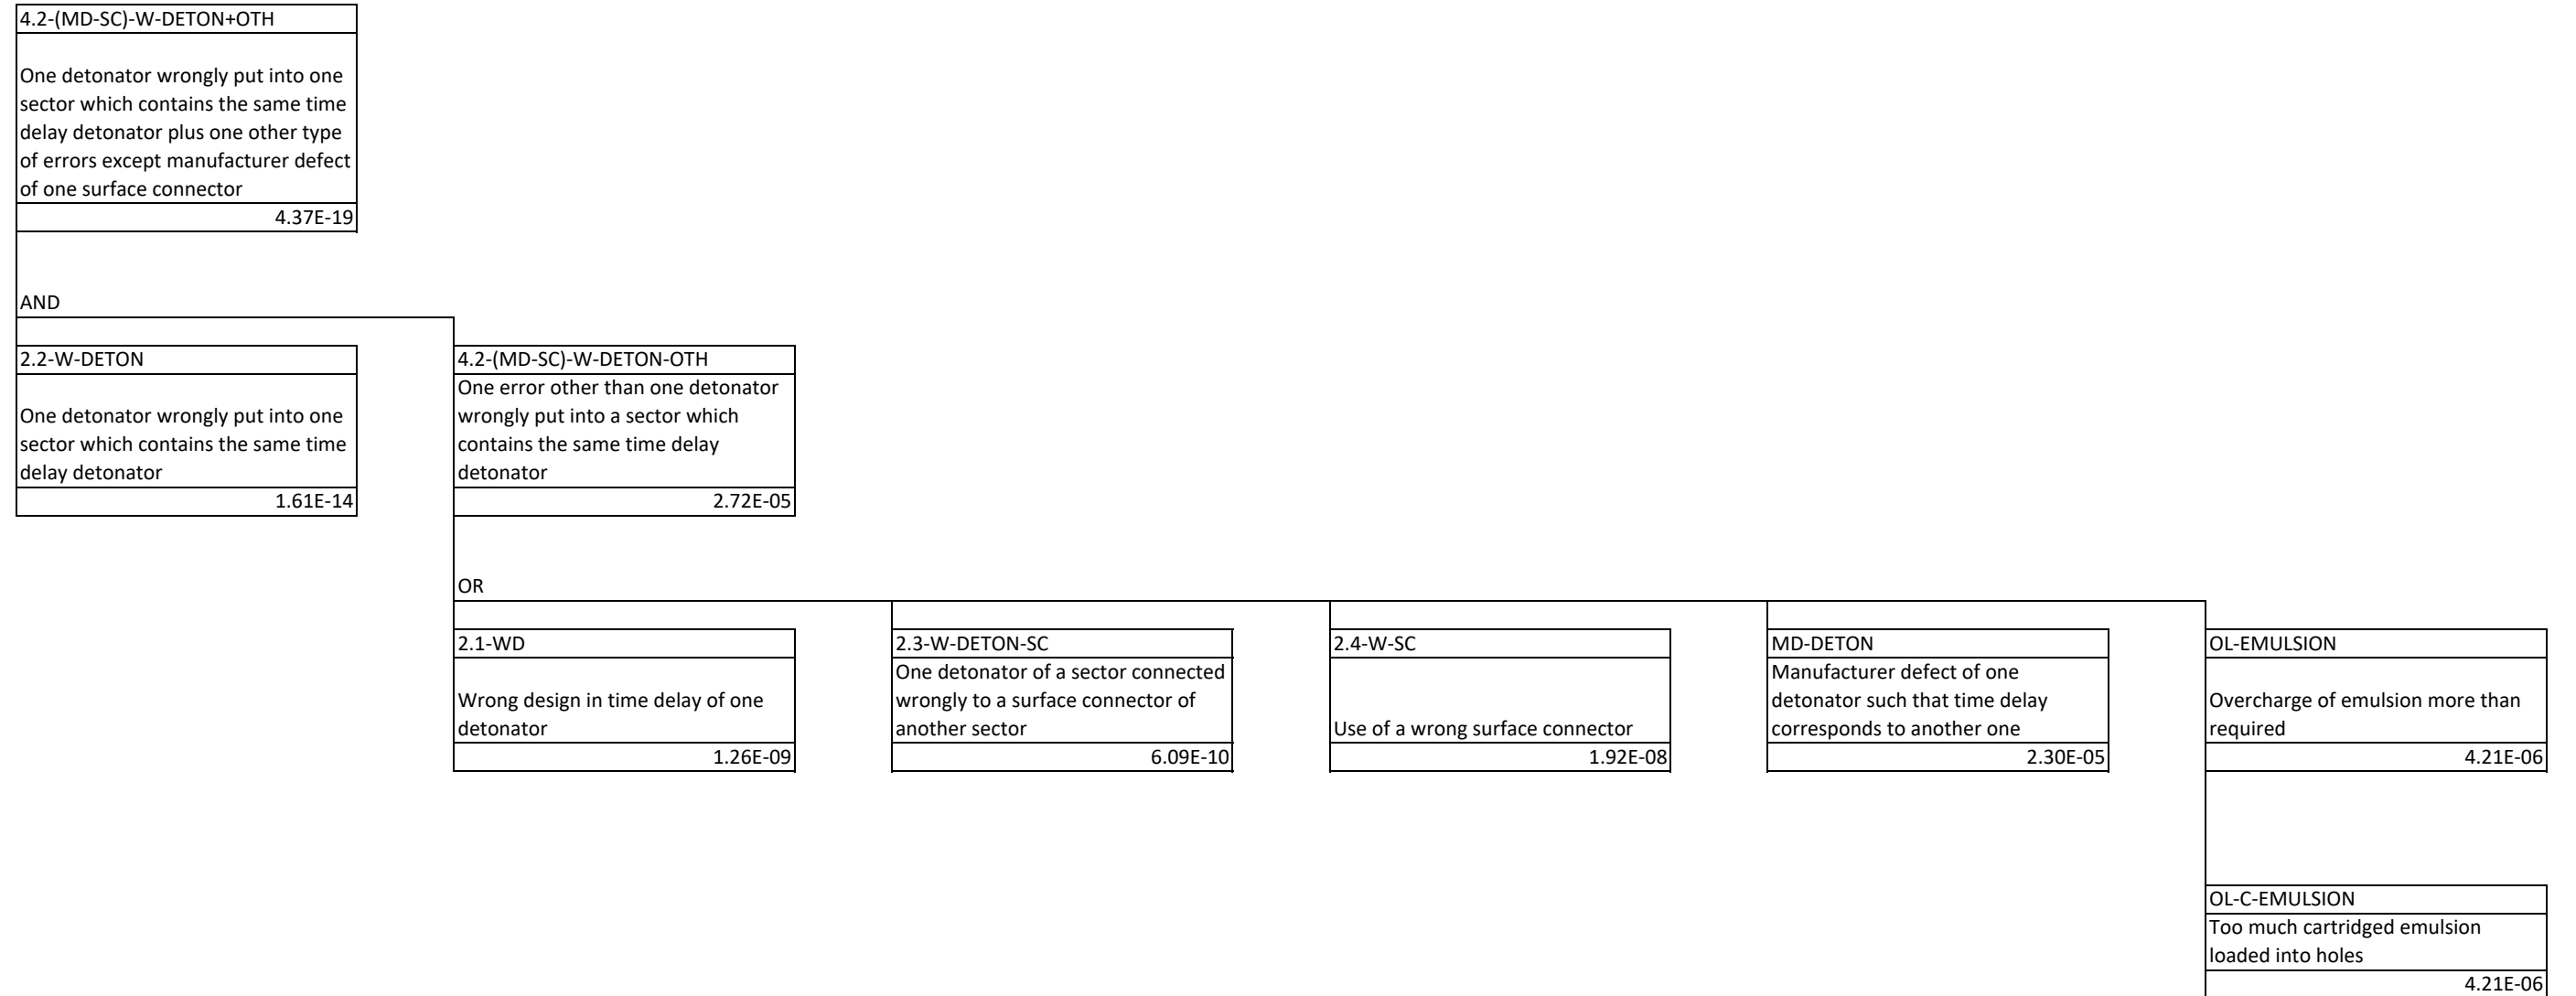 4.2-(MD-SC)-W-DETON+OTH
One detonator wrongly put into one
sector which contains the same time
delay detonator plus one other type
of errors except manufacturer defect
of one surface connector
4.37E-19
AND
2.2-W-DETON
One detonator wrongly put into one
sector which contains the same time
delay detonator
1.61E-14
4.2-(MD-SC)-W-DETON-OTH
One error other than one detonator
wrongly put into a sector which
contains the same time delay
detonator
2.72E-05
OR
2.1-WD
Wrong design in time delay of one
detonator
1.26E-09
2.3-W-DETON-SC
One detonator of a sector connected
wrongly to a surface connector of
another sector
6.09E-10
2.4-W-SC
Use of a wrong surface connector
1.92E-08
MD-DETON
Manufacturer defect of one
detonator such that time delay
corresponds to another one
2.30E-05
OL-EMULSION
Overcharge of emulsion more than
required
4.21E-06
OL-C-EMULSION
Too much cartridged emulsion
loaded into holes
4.21E-06